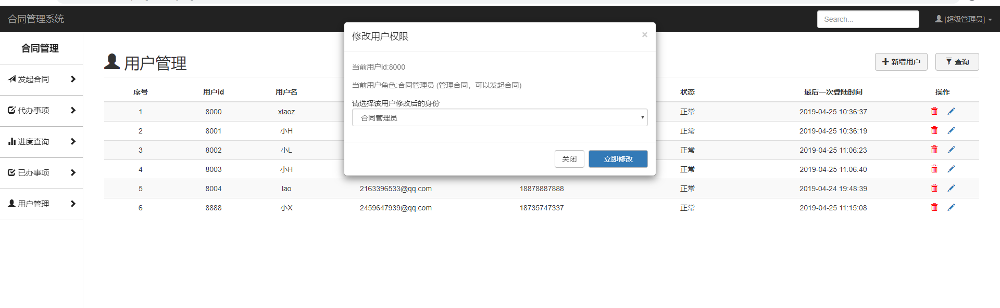 合同管理系统
Search...
[超级管理员]
修改用户权限
×
合同管理
发起合同
代办事项
进度查询
已办事项
用户管理
用户管理
新增用户
查询
当前用户id:8000
当前用户角色:合同管理员 (管理合同，可以发起合同)
请选择该用户修改后的身份
合同管理员
关闭
立即修改
序号 用户id 用户名 状态 最后一次登陆时间 操作
1 8000 xiaoz 正常 2019-04-25 10:36:37
2 8001 小H 正常 2019-04-25 10:36:19
3 8002 小L 正常 2019-04-25 11:06:23
4 8003 小H 正常 2019-04-25 11:06:40
5 8004 lao 2163396533@qq.com 18878887888 正常 2019-04-24 19:48:39
6 8888 小X 2459647939@qq.com 18735747337 正常 2019-04-25 11:15:08